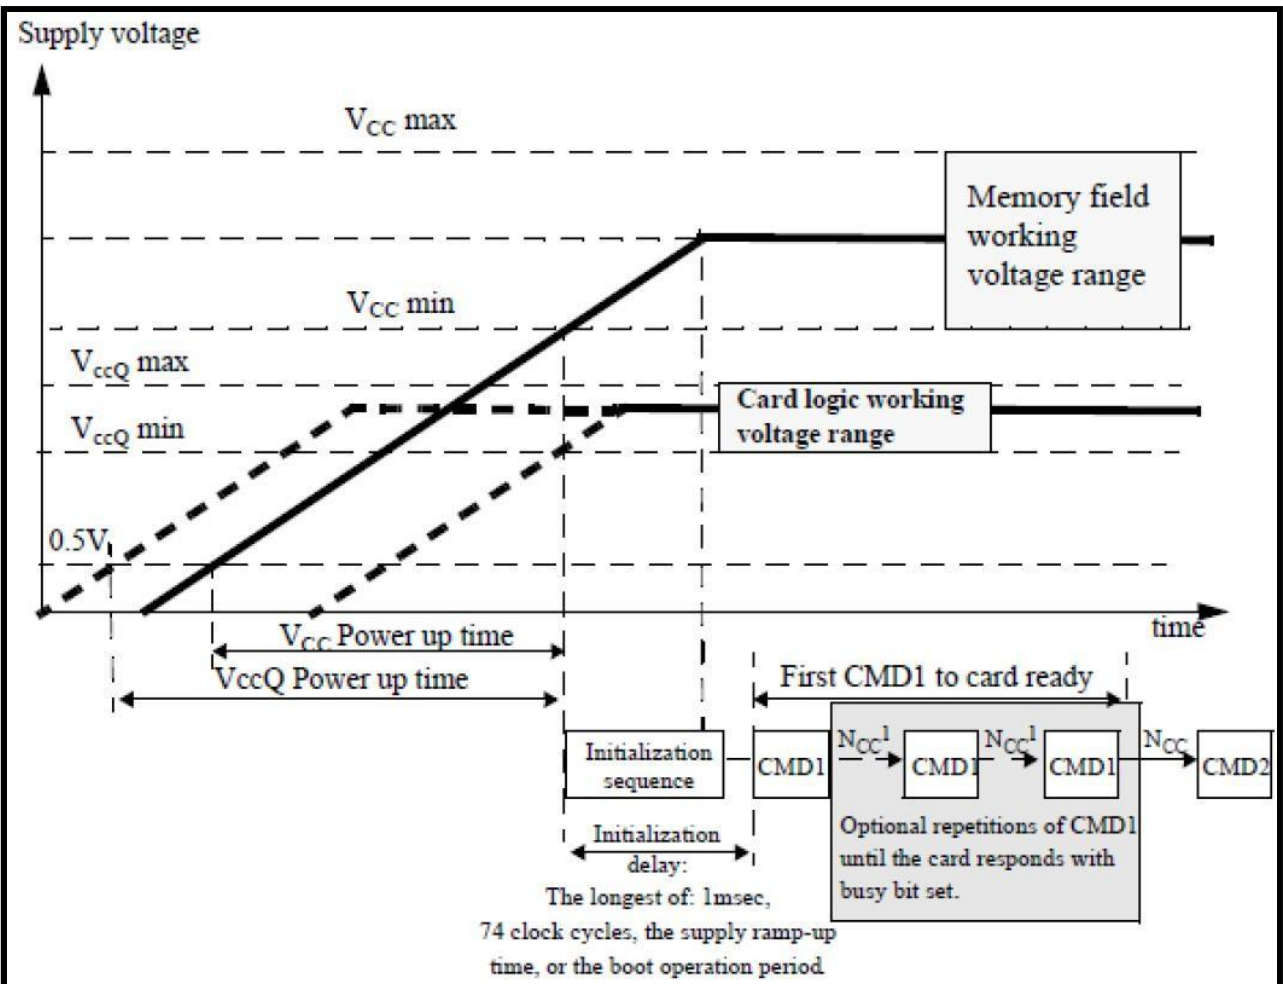 Supply voltage
VCC max
Memory field
working
voltage range
VCC min
VccQ max
Card logic working
voltage range
VccQ min
0.5V
time
VCC Power up time
VccQ Power up time
First CMD1 to card ready
Initialization
sequence
CMD1
NCC1
CMD1
NCC1
CMD1
NCC
CMD2
Optional repetitions of CMD1
until the card responds with
busy bit set.
Initialization
delay:
The longest of: 1msec,
74 clock cycles, the supply ramp-up
time, or the boot operation period